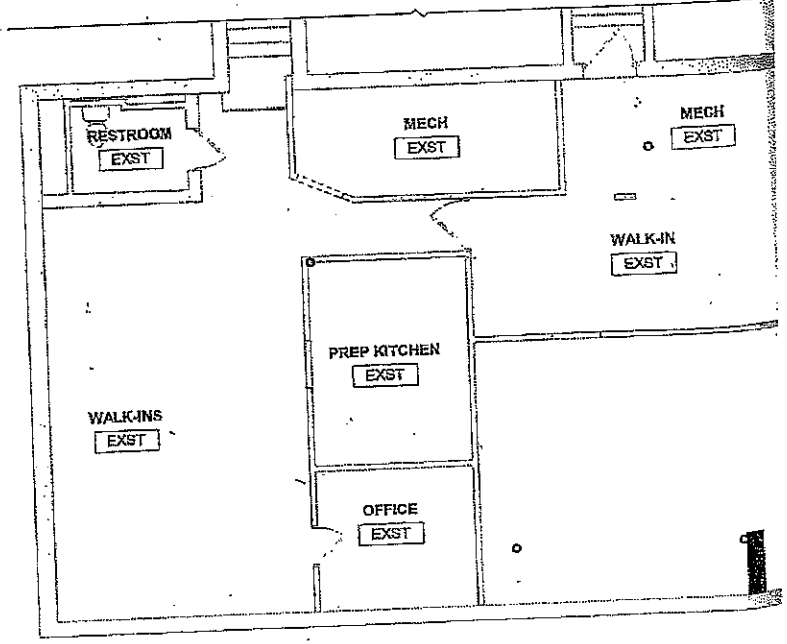 MECH
EXST
MECH
EXST
RESTROOM
EXST
WALK-IN
EXST
PREP KITCHEN
EXST
WALK-INS
EXST
OFFICE
EXST